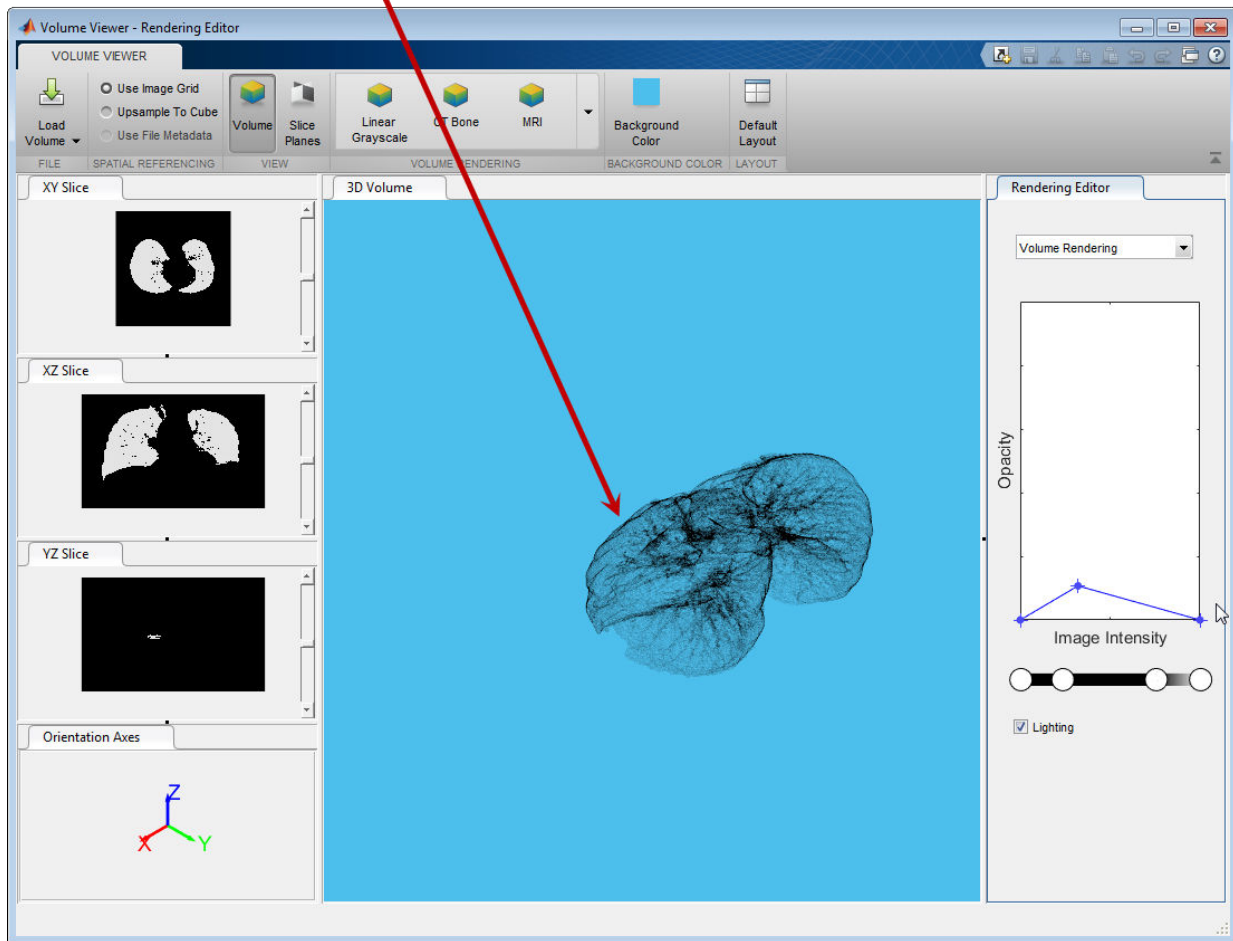 Volume Viewer - Rendering Editor
VOLUME VIEWER
Load
Volume
Use Image Grid
Upsample To Cube
Use File Metadata
Volume
Slice
Planes
Linear
Grayscale
CT Bone
MRI
Background
Color
Default
Layout
FILE
SPATIAL REFERENCING
VIEW
VOLUME RENDERING
BACKGROUND COLOR
LAYOUT
XY Slice
XZ Slice
YZ Slice
Orientation Axes
Z
X
Y
3D Volume
Rendering Editor
Volume Rendering
Opacity
Image Intensity
Lighting